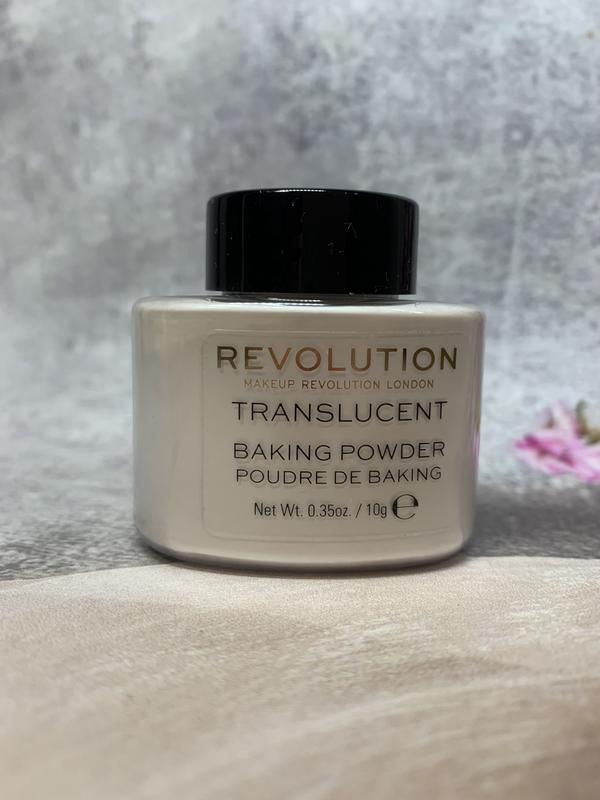 REVOLUTION
MAKEUP REVOLUTION LONDON
TRANSLUCENT
BAKING POWDER
POUDRE DE BAKING
Net Wt. 0.35oz. / 10g ℮